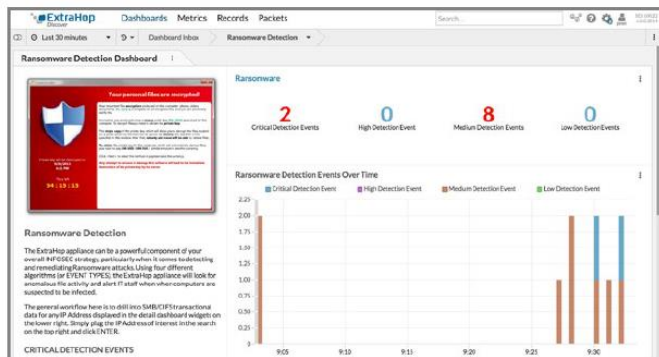 ExtraHop
Discover
Dashboards Metrics Records Packets
Search...
Last 30 minutes
Dashboard Inbox
Ransomware Detection
Ransomware Detection Dashboard
Your personal files are encrypted!
Ransomware
2
Critical Detection Events
0
High Detection Event
8
Medium Detection Events
0
Low Detection Events
Ransomware Detection Events Over Time
Critical Detection Event
High Detection Event
Medium Detection Event
Low Detection Event
2.25
2.00
1.75
1.50
1.25
1.00
0.75
0.50
0.25
0
9:05 9:10 9:15 9:20 9:25 9:30
Ransomware Detection
The ExtraHop appliance can be a powerful component of your
overall INFOSEC strategy, particularly when it comes to detecting
and remediating Ransomware attacks. Using four different
algorithms (or EVENT TYPES), the ExtraHop appliance will look for
anomalous file activity and alert IT staff when when computers are
suspected to be infected.
The general workflow here is to drill into SMB/CIFS transactional
data for any IP Address displayed in the detail dashboard widgets on
the lower right. Simply plug the IP Address of interest in the search
on the top right and click ENTER.
CRITICAL DETECTION EVENTS